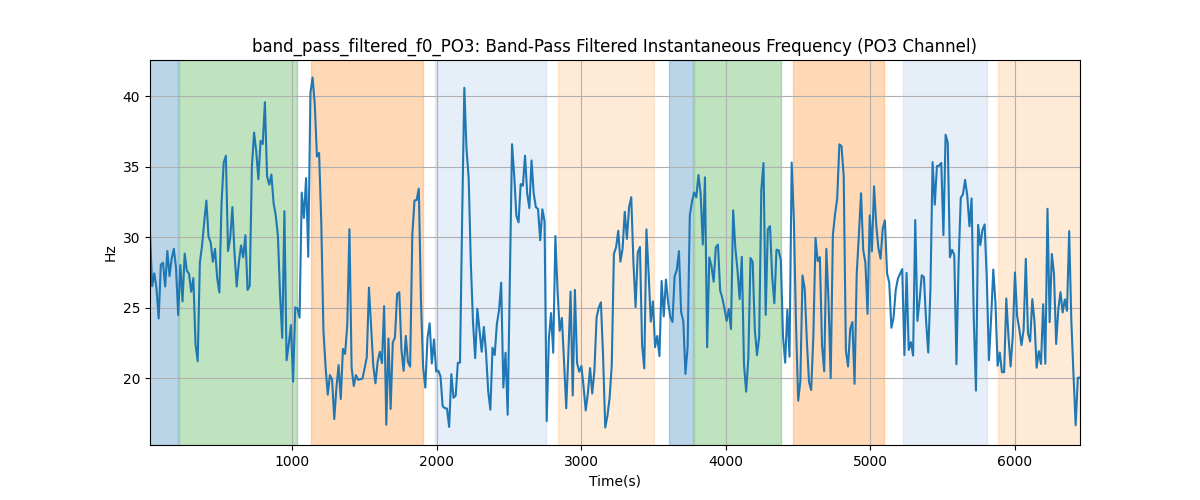 band_pass_filtered_f0_PO3: Band-Pass Filtered Instantaneous Frequency (PO3 Channel)
40
35
30
25
20
Hz
1000 2000 3000 4000 5000 6000
Time(s)